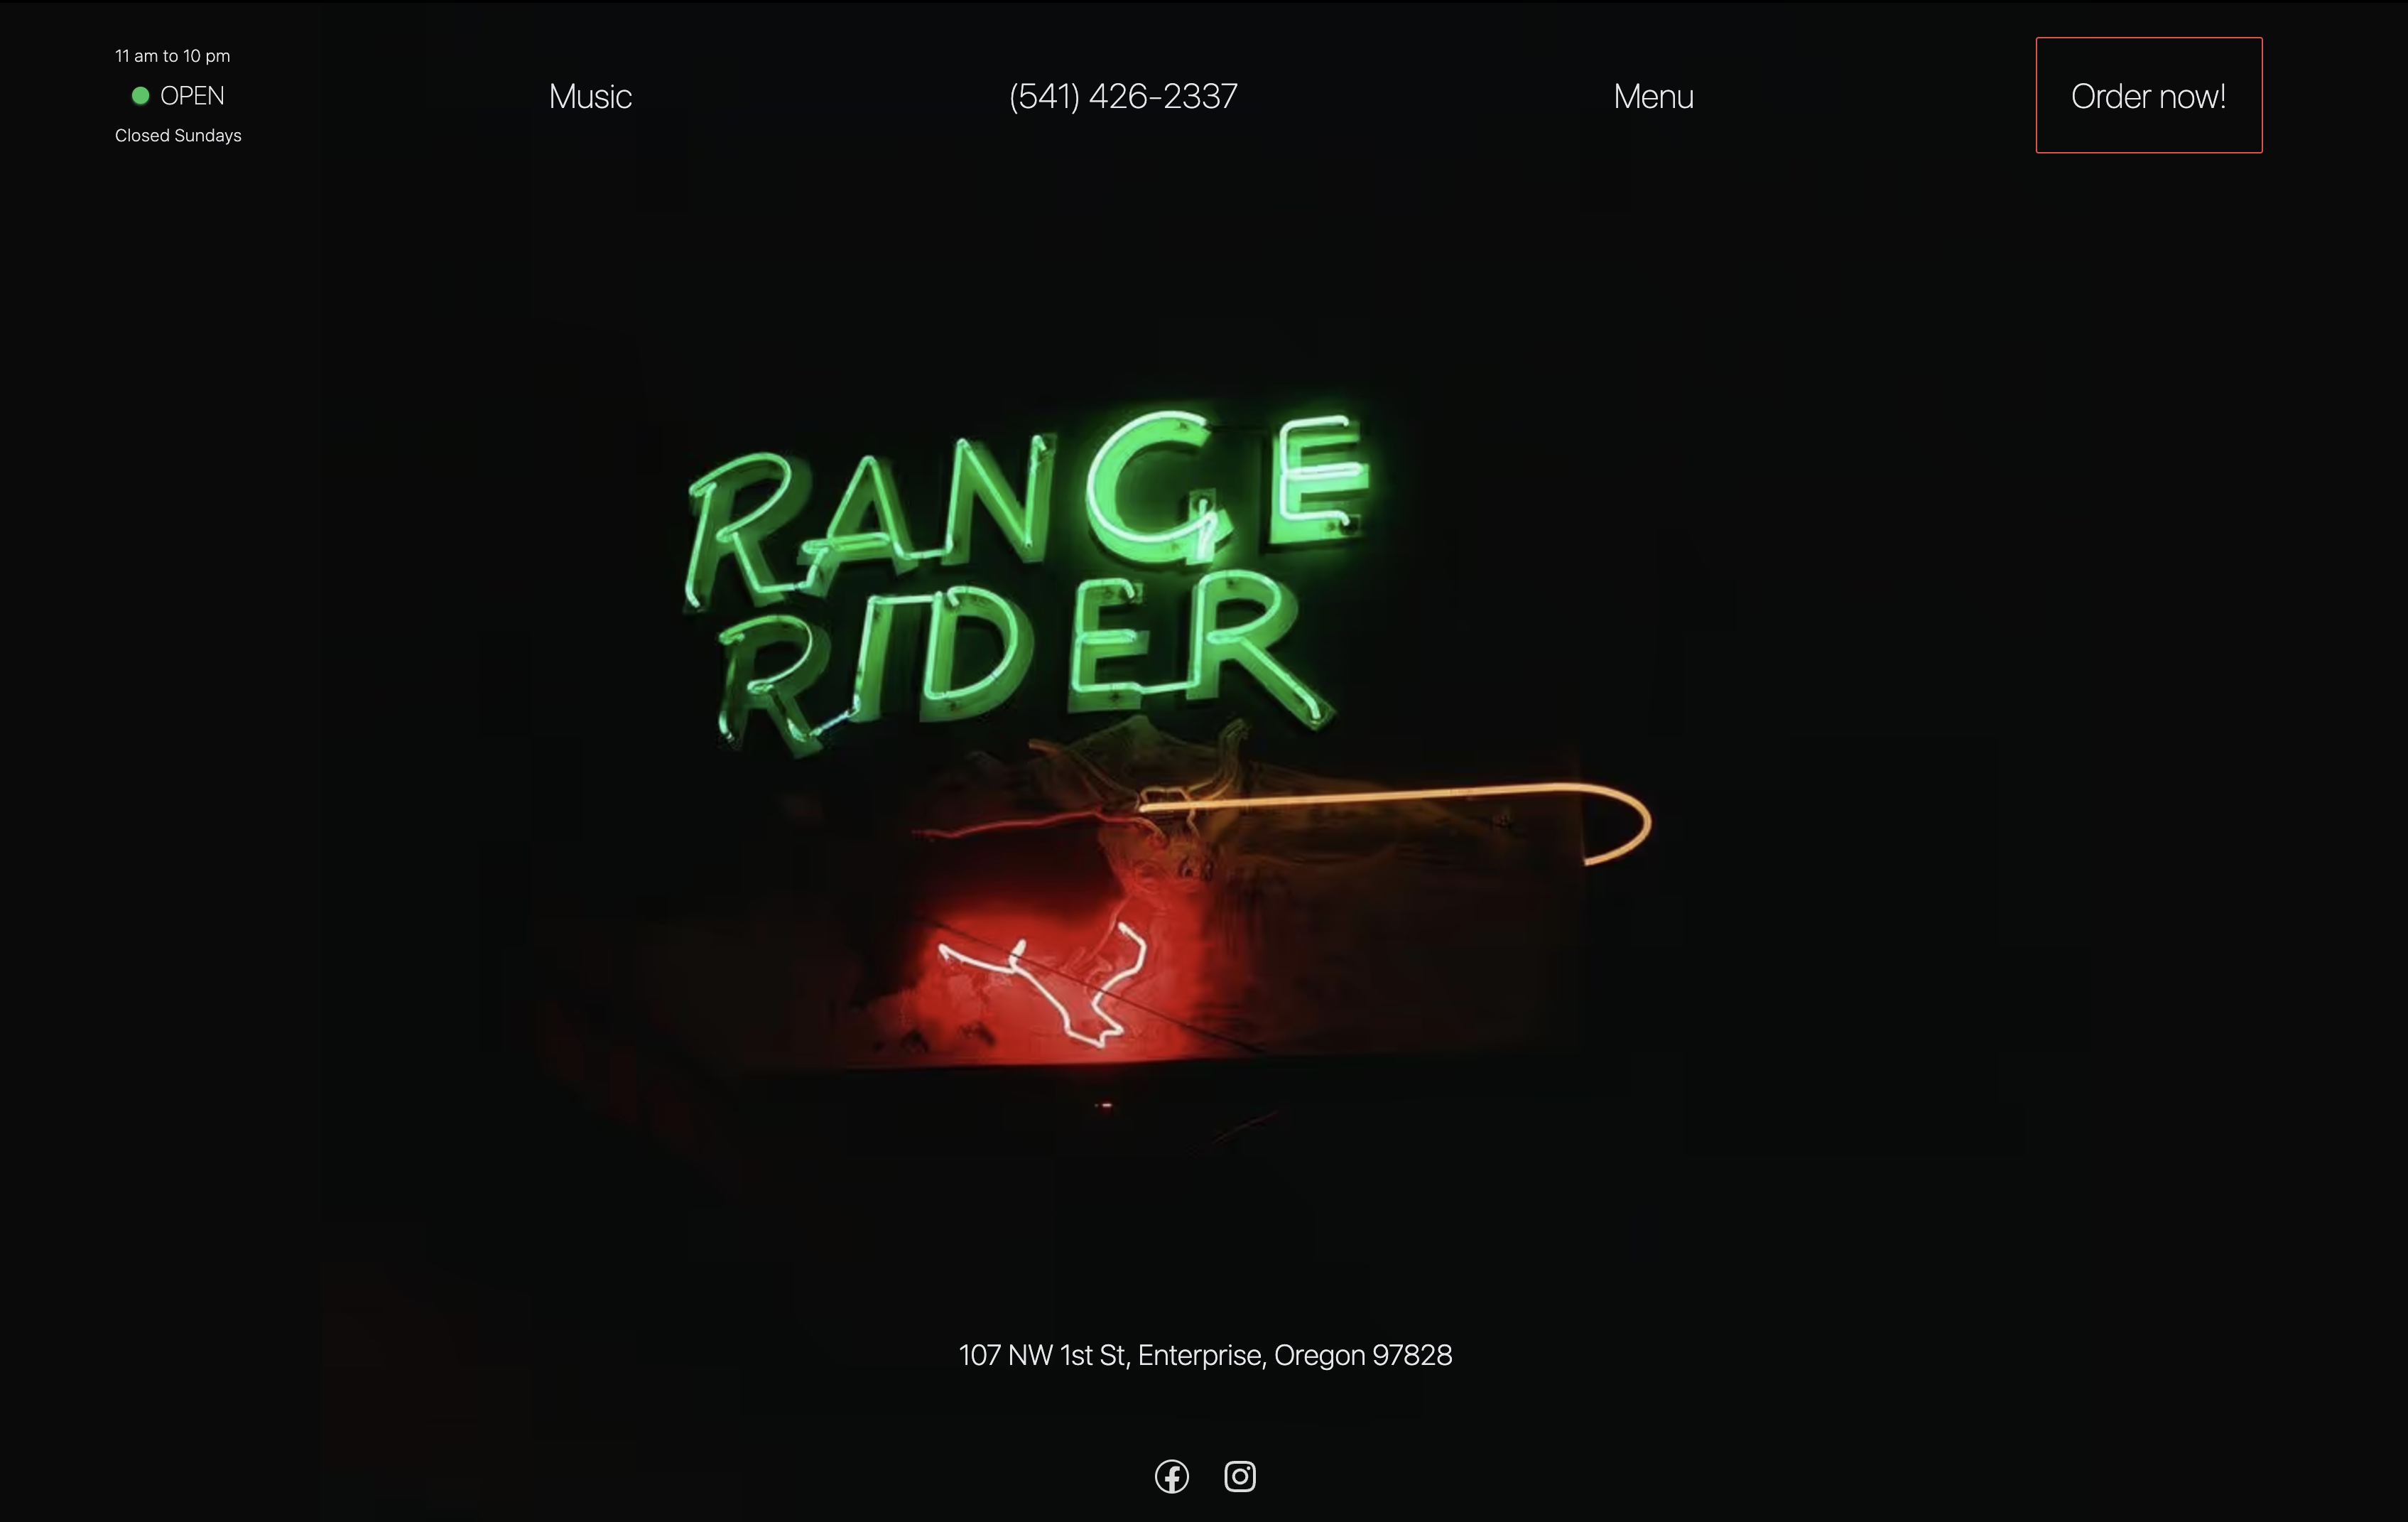 11 am to 10 pm
OPEN
Closed Sundays
Music
(541) 426-2337
Menu
Order now!
RANGE
RIDER
107 NW 1st St, Enterprise, Oregon 97828